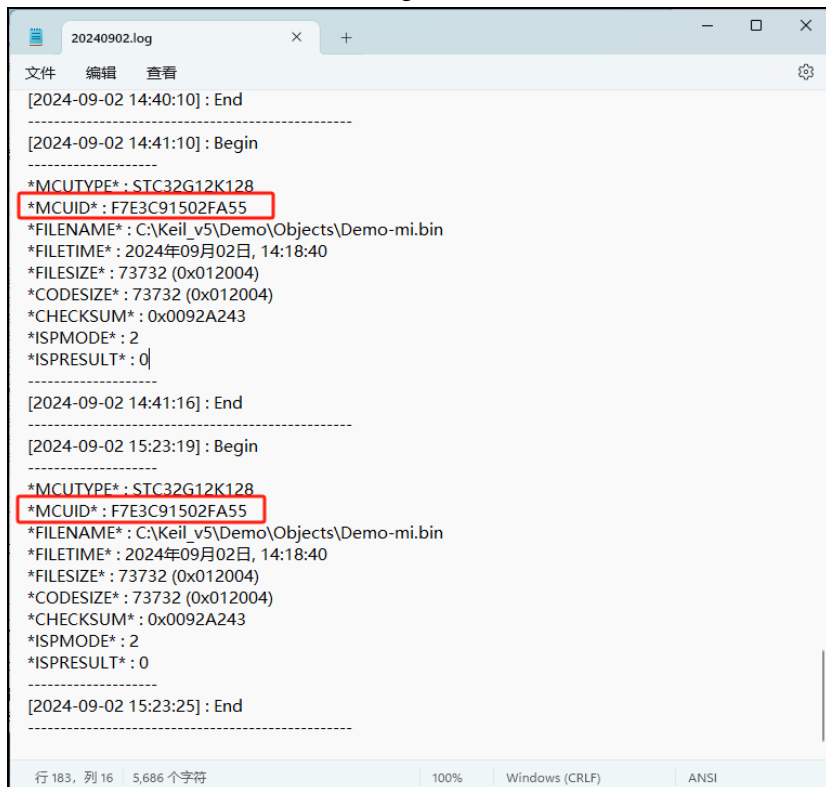 20240902.log
文件 编辑 查看
[2024-09-02 14:40:10] : End
--------------------------------------------------
[2024-09-02 14:41:10] : Begin
--------------------
*MCUTYPE* : STC32G12K128
*MCUID* : F7E3C91502FA55
*FILENAME* : C:\Keil_v5\Demo\Objects\Demo-mi.bin
*FILETIME* : 2024年09月02日, 14:18:40
*FILESIZE* : 73732 (0x012004)
*CODESIZE* : 73732 (0x012004)
*CHECKSUM* : 0x0092A243
*ISPMODE* : 2
*ISPRESULT* : 0
--------------------
[2024-09-02 14:41:16] : End
--------------------------------------------------
[2024-09-02 15:23:19] : Begin
--------------------
*MCUTYPE* : STC32G12K128
*MCUID* : F7E3C91502FA55
*FILENAME* : C:\Keil_v5\Demo\Objects\Demo-mi.bin
*FILETIME* : 2024年09月02日, 14:18:40
*FILESIZE* : 73732 (0x012004)
*CODESIZE* : 73732 (0x012004)
*CHECKSUM* : 0x0092A243
*ISPMODE* : 2
*ISPRESULT* : 0
--------------------
[2024-09-02 15:23:25] : End
--------------------------------------------------
行 183, 列 16 5,686 个字符 100% Windows (CRLF) ANSI